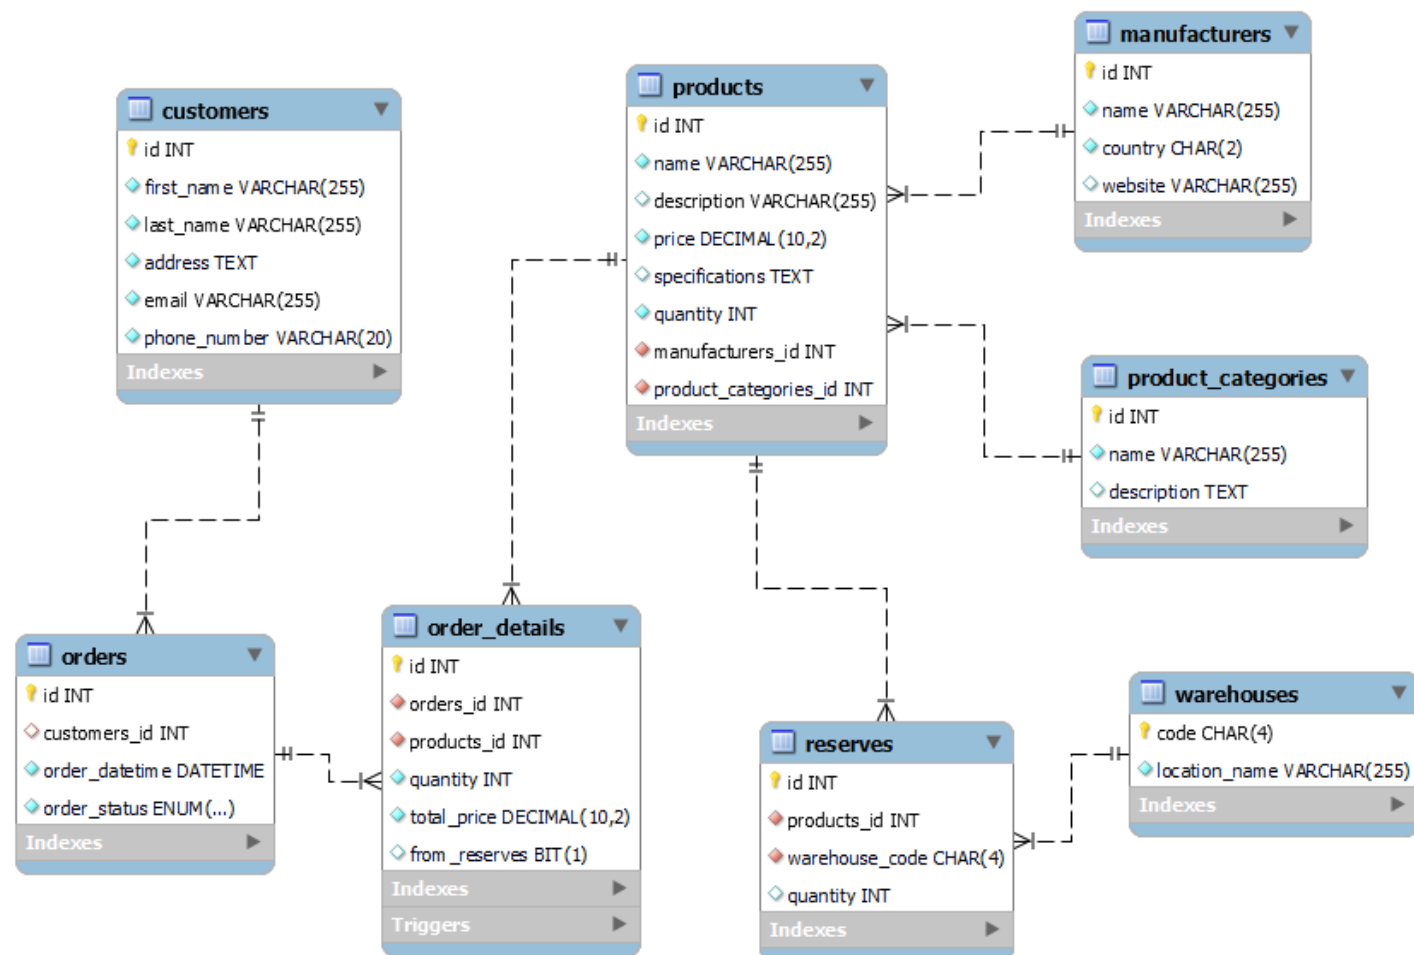 customers
id INT
first_name VARCHAR(255)
last_name VARCHAR(255)
address TEXT
email VARCHAR(255)
phone_number VARCHAR(20)
Indexes
products
id INT
name VARCHAR(255)
description VARCHAR(255)
price DECIMAL(10,2)
specifications TEXT
quantity INT
manufacturers_id INT
product_categories_id INT
Indexes
manufacturers
id INT
name VARCHAR(255)
country CHAR(2)
website VARCHAR(255)
Indexes
product_categories
id INT
name VARCHAR(255)
description TEXT
Indexes
orders
id INT
customers_id INT
order_datetime DATETIME
order_status ENUM(...)
Indexes
order_details
id INT
orders_id INT
products_id INT
quantity INT
total_price DECIMAL(10,2)
from_reserves BIT(1)
Indexes
Triggers
reserves
id INT
products_id INT
warehouse_code CHAR(4)
quantity INT
Indexes
warehouses
code CHAR(4)
location_name VARCHAR(255)
Indexes